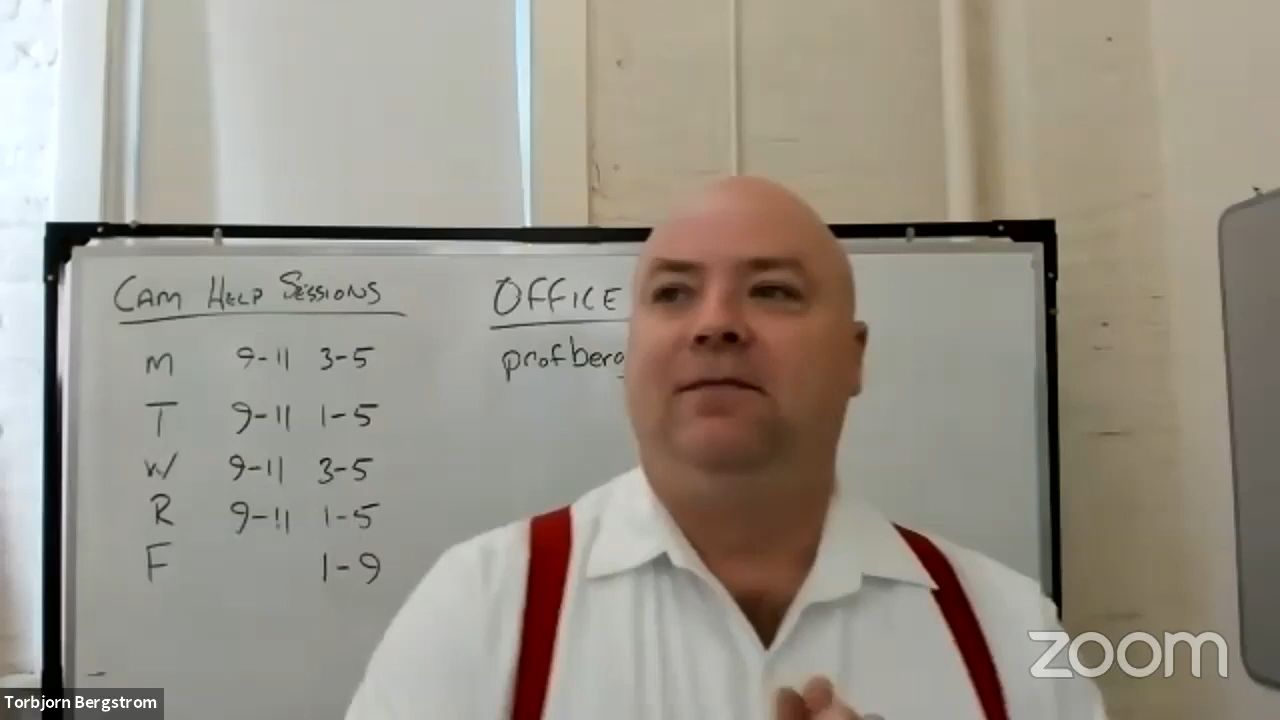 CAM HELP SESSIONS
M 9-11 3-5
T 9-11 1-5
W 9-11 3-5
R 9-11 1-5
F 1-9
OFFICE
profberg
zoom
Torbjorn Bergstrom